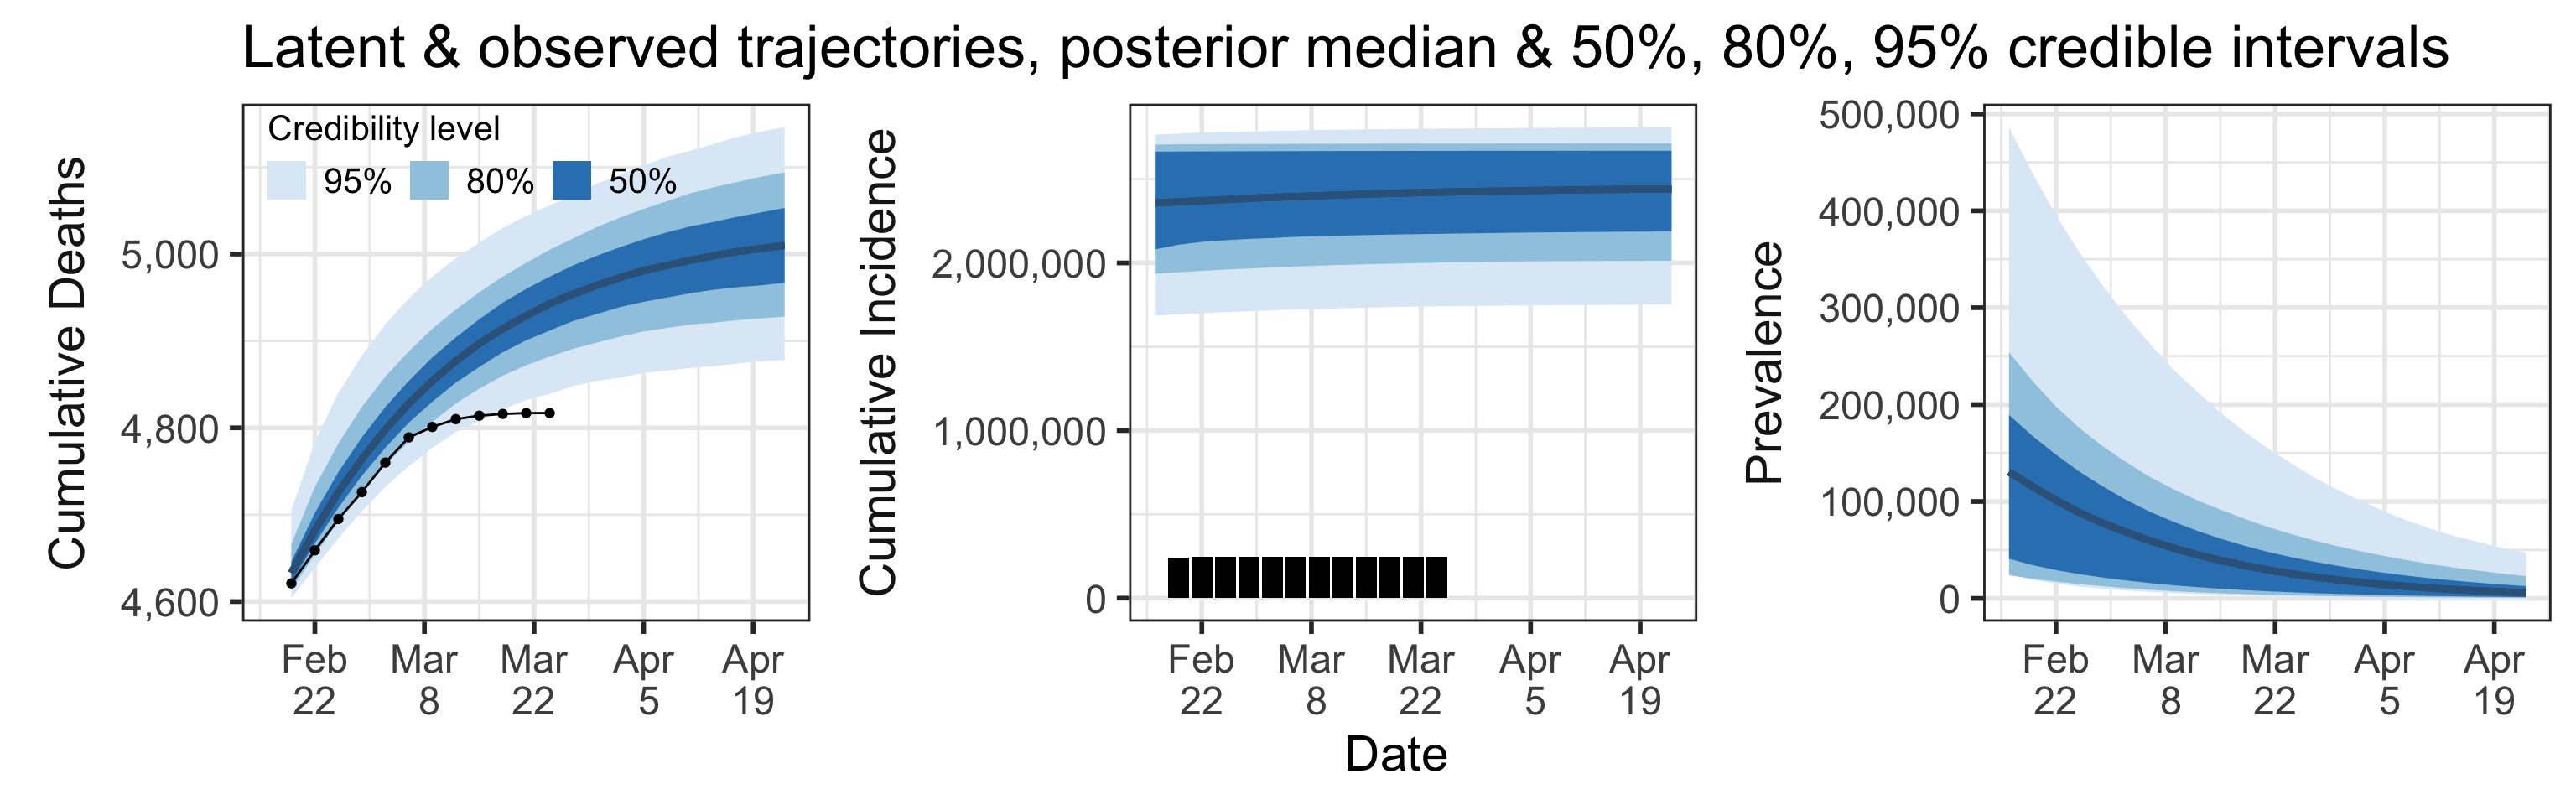 Latent & observed trajectories, posterior median & 50%, 80%, 95% credible intervals
Cumulative Deaths
Credibility level
95% 80% 50%
5,000
4,800
4,600
Feb 22 Mar 8 Mar 22 Apr 5 Apr 19
Cumulative Incidence
2,000,000
1,000,000
0
Feb 22 Mar 8 Mar 22 Apr 5 Apr 19
Date
Prevalence
500,000
400,000
300,000
200,000
100,000
0
Feb 22 Mar 8 Mar 22 Apr 5 Apr 19